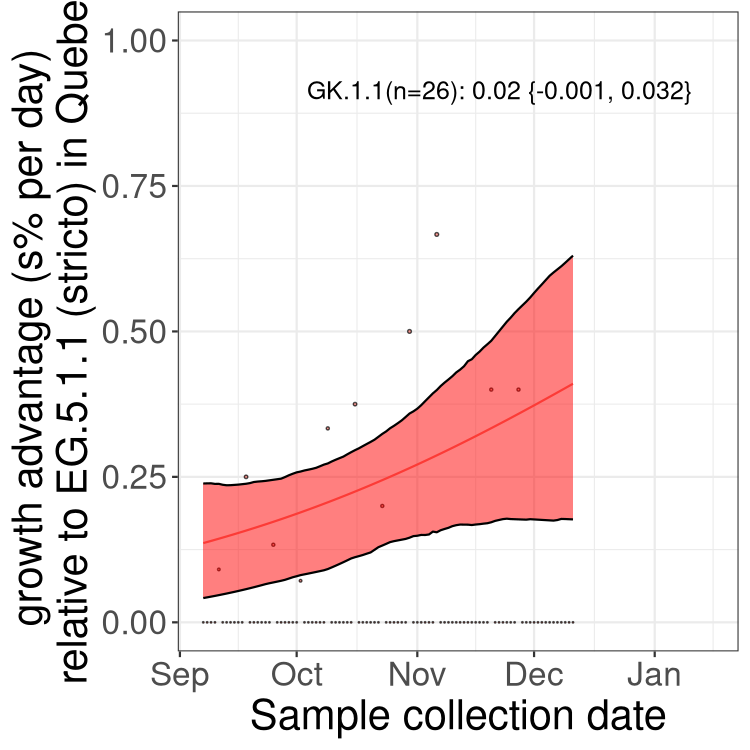 growth advantage (s% per day)
relative to EG.5.1.1 (stricto) in Quebe
1.00
0.75
0.50
0.25
0.00
GK.1.1(n=26): 0.02 {-0.001, 0.032}
Sep Oct Nov Dec Jan
Sample collection date